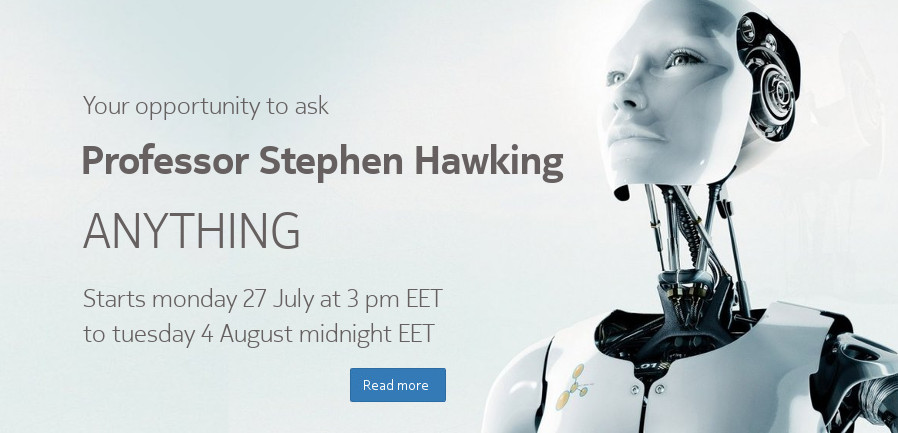 Your opportunity to ask
Professor Stephen Hawking
ANYTHING
Starts monday 27 July at 3 pm EET
to tuesday 4 August midnight EET
Read more
01